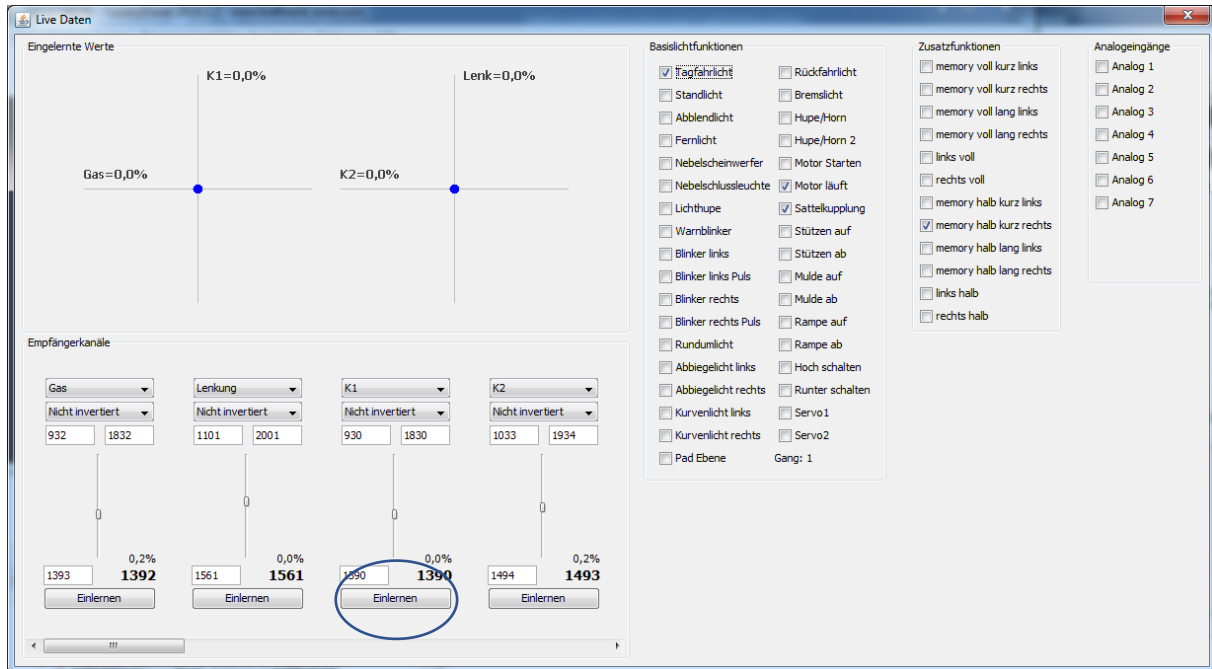 Live Daten
Eingelernte Werte
K1=0,0%
Lenk=0,0%
Gas=0,0%
K2=0,0%
Empfängerkanäle
Gas
Lenkung
K1
K2
Nicht invertiert
Nicht invertiert
Nicht invertiert
Nicht invertiert
932 1832
1101 2001
930 1830
1033 1934
0,2%
0,0%
0,0%
0,2%
1393 1392
1561 1561
1390 1390
1494 1493
Einlernen
Einlernen
Einlernen
Einlernen
Basislichtfunktionen
Tagfahrlicht
Standlicht
Abblendlicht
Fernlicht
Nebelscheinwerfer
Nebelschlussleuchte
Lichthupe
Warnblinker
Blinker links
Blinker links Puls
Blinker rechts
Blinker rechts Puls
Rundumlicht
Abbiegelicht links
Abbiegelicht rechts
Kurvenlicht links
Kurvenlicht rechts
Pad Ebene
Rückfahrlicht
Bremslicht
Hupe/Horn
Hupe/Horn 2
Motor Starten
Motor läuft
Sattelkupplung
Stützen auf
Stützen ab
Mulde auf
Mulde ab
Rampe auf
Rampe ab
Hoch schalten
Runter schalten
Servo1
Servo2
Gang: 1
Zusatzfunktionen
memory voll kurz links
memory voll kurz rechts
memory voll lang links
memory voll lang rechts
links voll
rechts voll
memory halb kurz links
memory halb kurz rechts
memory halb lang links
memory halb lang rechts
links halb
rechts halb
Analogeingänge
Analog 1
Analog 2
Analog 3
Analog 4
Analog 5
Analog 6
Analog 7